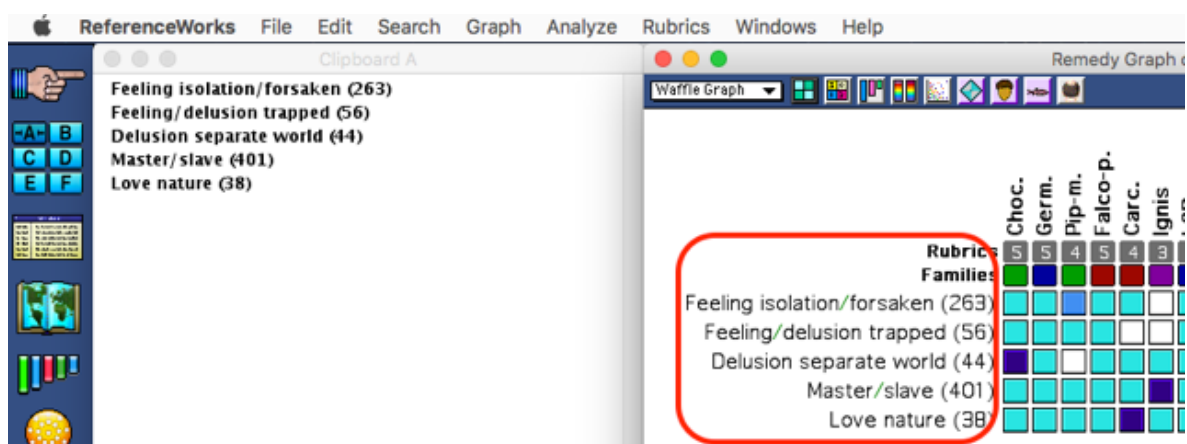 ReferenceWorks File Edit Search Graph Analyze Rubrics Windows Help
Clipboard A
Feeling isolation/forsaken (263)
Feeling/delusion trapped (56)
Delusion separate world (44)
Master/slave (401)
Love nature (38)
A B
C D
E F
Remedy Graph
Waffle Graph
Choc.
Germ.
Pip-m.
Falco-p.
Carc.
Ignis
Rubrics 5 5 4 5 4 3
Families
Feeling isolation/forsaken (263)
Feeling/delusion trapped (56)
Delusion separate world (44)
Master/slave (401)
Love nature (38)